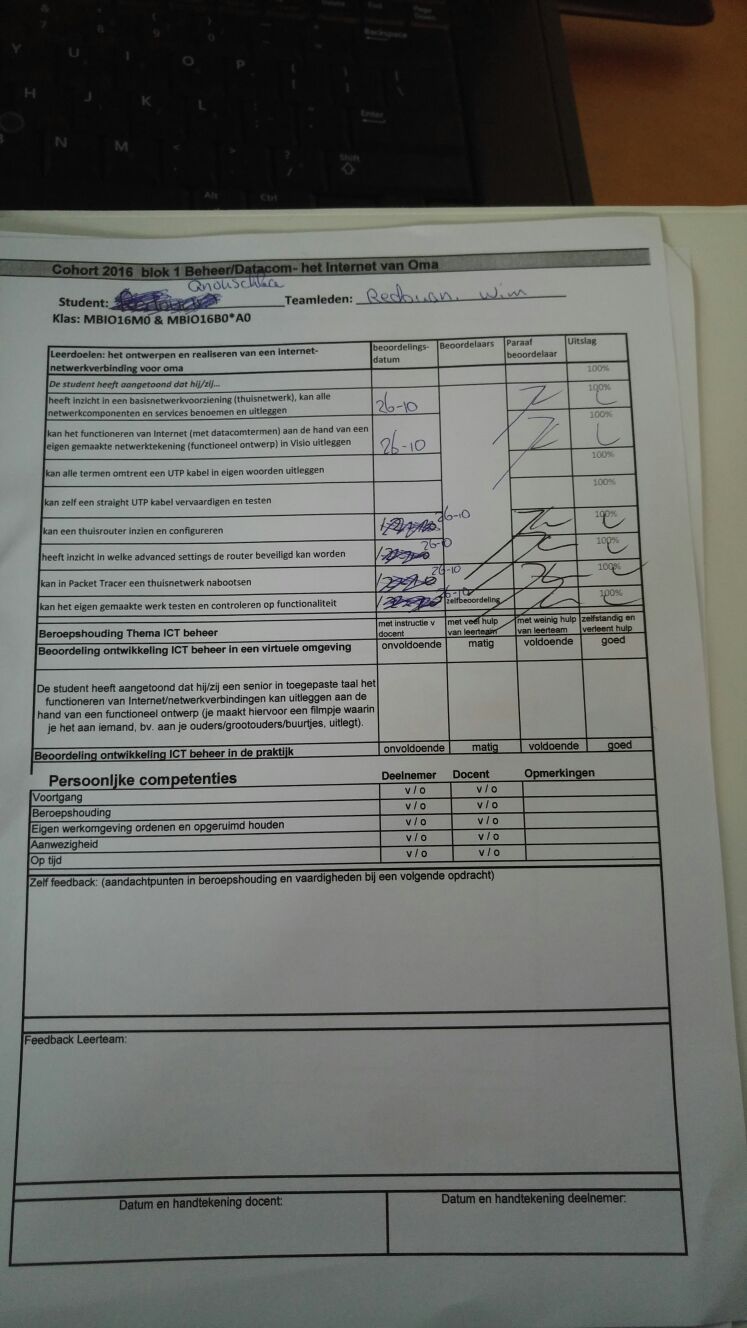 Backspace
Enter
Shift
Alt
Ctrl
Y U I O P
H J K L
N M
Cohort 2016 blok 1 Beheer/Datacom- het Internet van Oma
Student: Anouschka Teamleden: Redouan, Wim
Klas: MBIO16M0 & MBIO16B0*A0
Leerdoelen: het ontwerpen en realiseren van een internet-netwerkverbinding voor oma
beoordelings-datum
Beoordelaars
Paraaf beoordelaar
Uitslag
De student heeft aangetoond dat hij/zij...
100%
heeft inzicht in een basisnetwerkvoorziening (thuisnetwerk), kan alle
netwerkcomponenten en services benoemen en uitleggen 26-10 100%
kan het functioneren van Internet (met datacomtermen) aan de hand van een
eigen gemaakte netwerktekening (functioneel ontwerp) in Visio uitleggen 26-10 100%
kan alle termen omtrent een UTP kabel in eigen woorden uitleggen 100%
kan zelf een straight UTP kabel vervaardigen en testen 100%
kan een thuisrouter inzien en configureren 26-10 100%
heeft inzicht in welke advanced settings de router beveiligd kan worden 26-10 100%
kan in Packet Tracer een thuisnetwerk nabootsen 26-10 100%
kan het eigen gemaakte werk testen en controleren op functionaliteit 26-10 zelfbeoordeling 100%
Beroepshouding Thema ICT beheer
met instructie v docent
met veel hulp van leerteam
met weinig hulp van leerteam
zelfstandig en verleent hulp
Beoordeling ontwikkeling ICT beheer in een virtuele omgeving onvoldoende matig voldoende goed
De student heeft aangetoond dat hij/zij een senior in toegepaste taal het
functioneren van Internet/netwerkverbindingen kan uitleggen aan de
hand van een functioneel ontwerp (je maakt hiervoor een filmpje waarin
je het aan iemand, bv. aan je ouders/grootouders/buurtjes, uitlegt).
Beoordeling ontwikkeling ICT beheer in de praktijk onvoldoende matig voldoende goed
Persoonlijke competenties Deelnemer Docent Opmerkingen
Voortgang v / o v / o
Beroepshouding v / o v / o
Eigen werkomgeving ordenen en opgeruimd houden v / o v / o
Aanwezigheid v / o v / o
Op tijd v / o v / o
Zelf feedback: (aandachtpunten in beroepshouding en vaardigheden bij een volgende opdracht)
Feedback Leerteam:
Datum en handtekening docent: Datum en handtekening deelnemer: